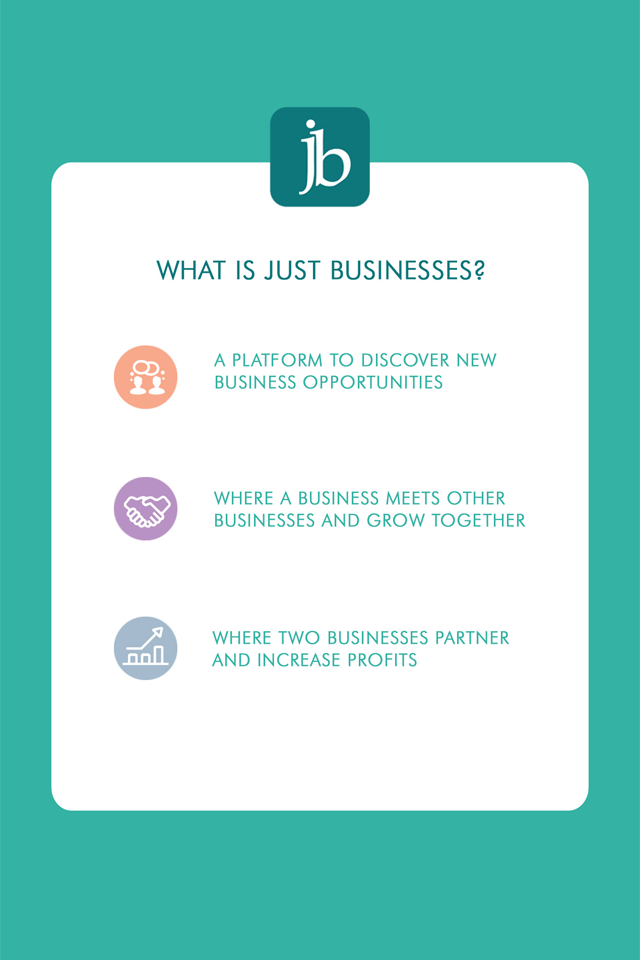 jb
WHAT IS JUST BUSINESSES?
A PLATFORM TO DISCOVER NEW
BUSINESS OPPORTUNITIES
WHERE A BUSINESS MEETS OTHER
BUSINESSES AND GROW TOGETHER
WHERE TWO BUSINESSES PARTNER
AND INCREASE PROFITS